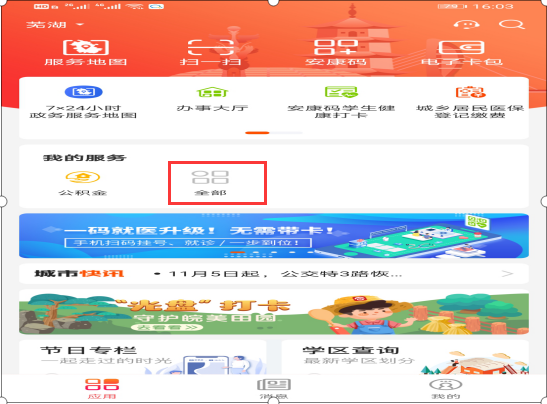 16:03
芜湖
服务地图 扫一扫 安康码 电子卡包
7×24小时 办事大厅 安康码学生健 城乡居民医保
政务服务地图 康打卡 登记缴费
我的服务
公积金 全部
一码就医升级！无需带卡！
手机扫码挂号、就诊/一步到位！
城市快讯 • 11月5日起，公交特3路恢...
“光盘”打卡
守护皖美田园
去看看>>
节日专栏 学区查询
一起走过的时光 最新学区划分
应用 消息 我的